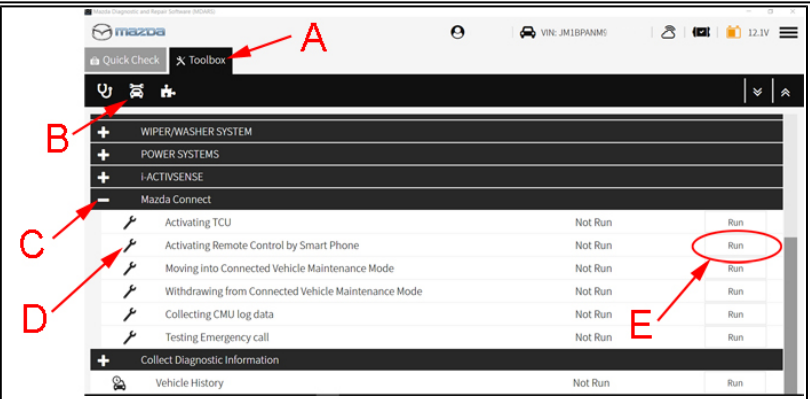 Mazda Diagnostic and Repair Software (MDARS)
mazda VIN: JM1BPANM9 12.1V
Quick Check Toolbox A
B
WIPER/WASHER SYSTEM
POWER SYSTEMS
i-ACTIVSENSE
C Mazda Connect
Activating TCU Not Run Run
D Activating Remote Control by Smart Phone Not Run Run
Moving into Connected Vehicle Maintenance Mode Not Run Run
Withdrawing from Connected Vehicle Maintenance Mode Not Run Run
Collecting CMU log data Not Run Run
E
Testing Emergency call Not Run Run
Collect Diagnostic Information
Vehicle History Not Run Run